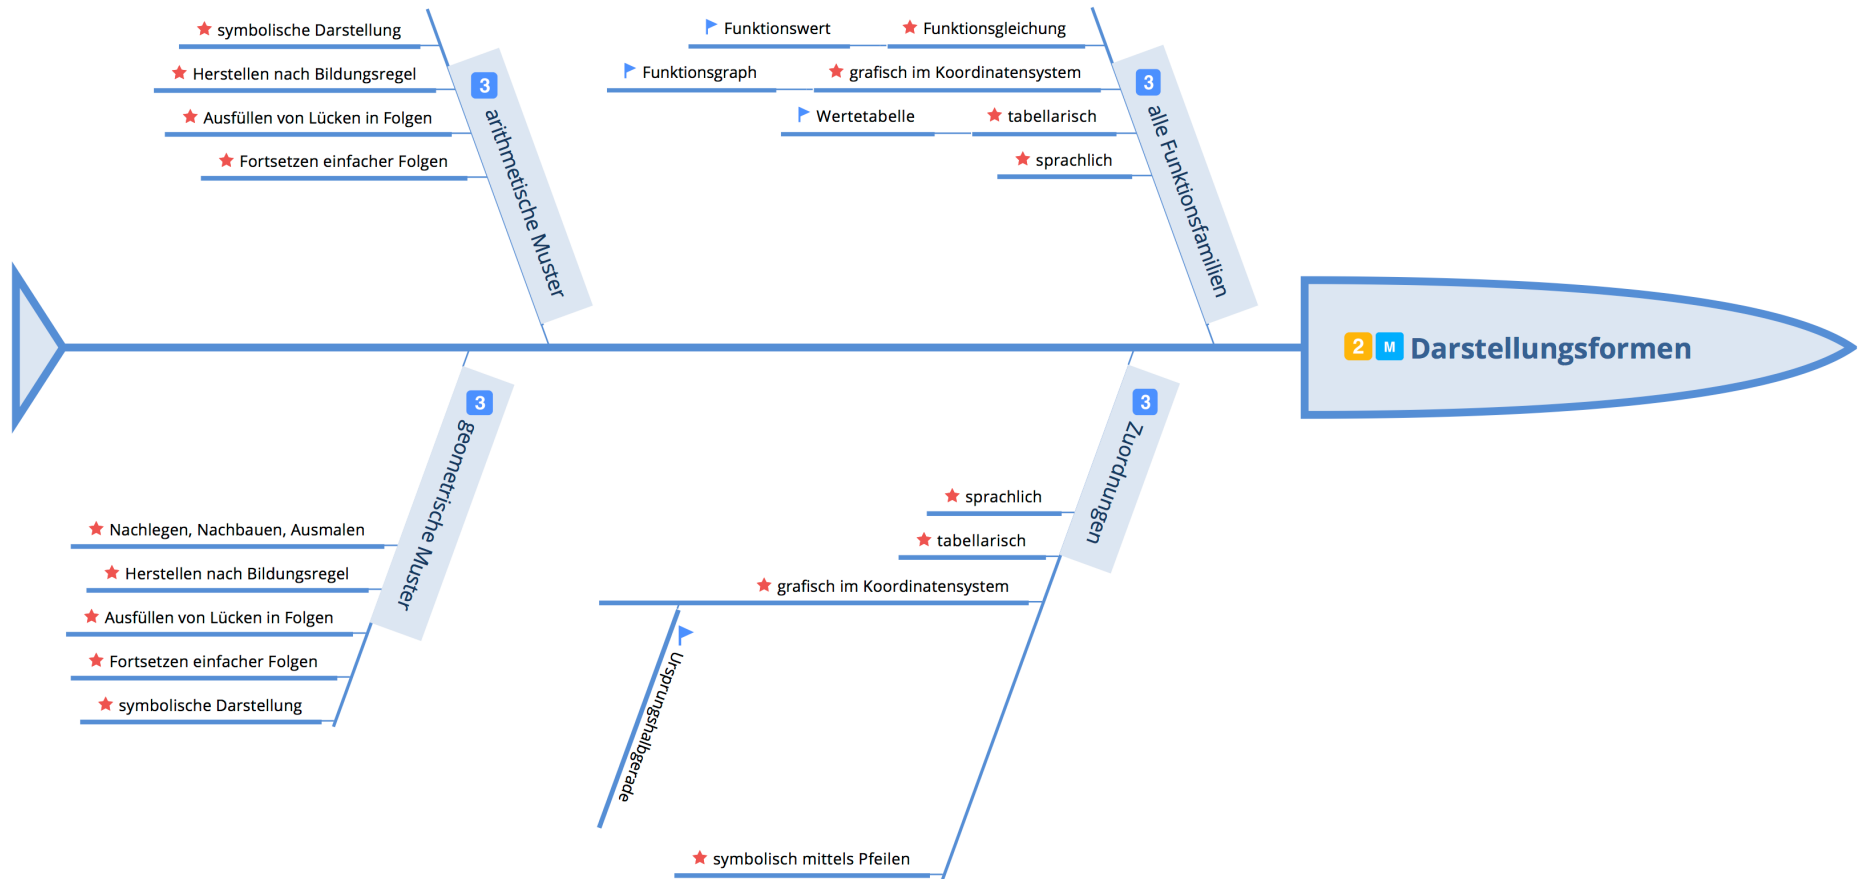 symbolische Darstellung
Herstellen nach Bildungsregel
Ausfüllen von Lücken in Folgen
Fortsetzen einfacher Folgen
3 arithmetische Muster
Funktionswert
Funktionsgleichung
Funktionsgraph
grafisch im Koordinatensystem
Wertetabelle
tabellarisch
sprachlich
3 alle Funktionsfamilien
2 M Darstellungsformen
3 geometrische Muster
Nachlegen, Nachbauen, Ausmalen
Herstellen nach Bildungsregel
Ausfüllen von Lücken in Folgen
Fortsetzen einfacher Folgen
symbolische Darstellung
3 Zuordnungen
sprachlich
tabellarisch
grafisch im Koordinatensystem
Ursprungshalbgerade
symbolisch mittels Pfeilen